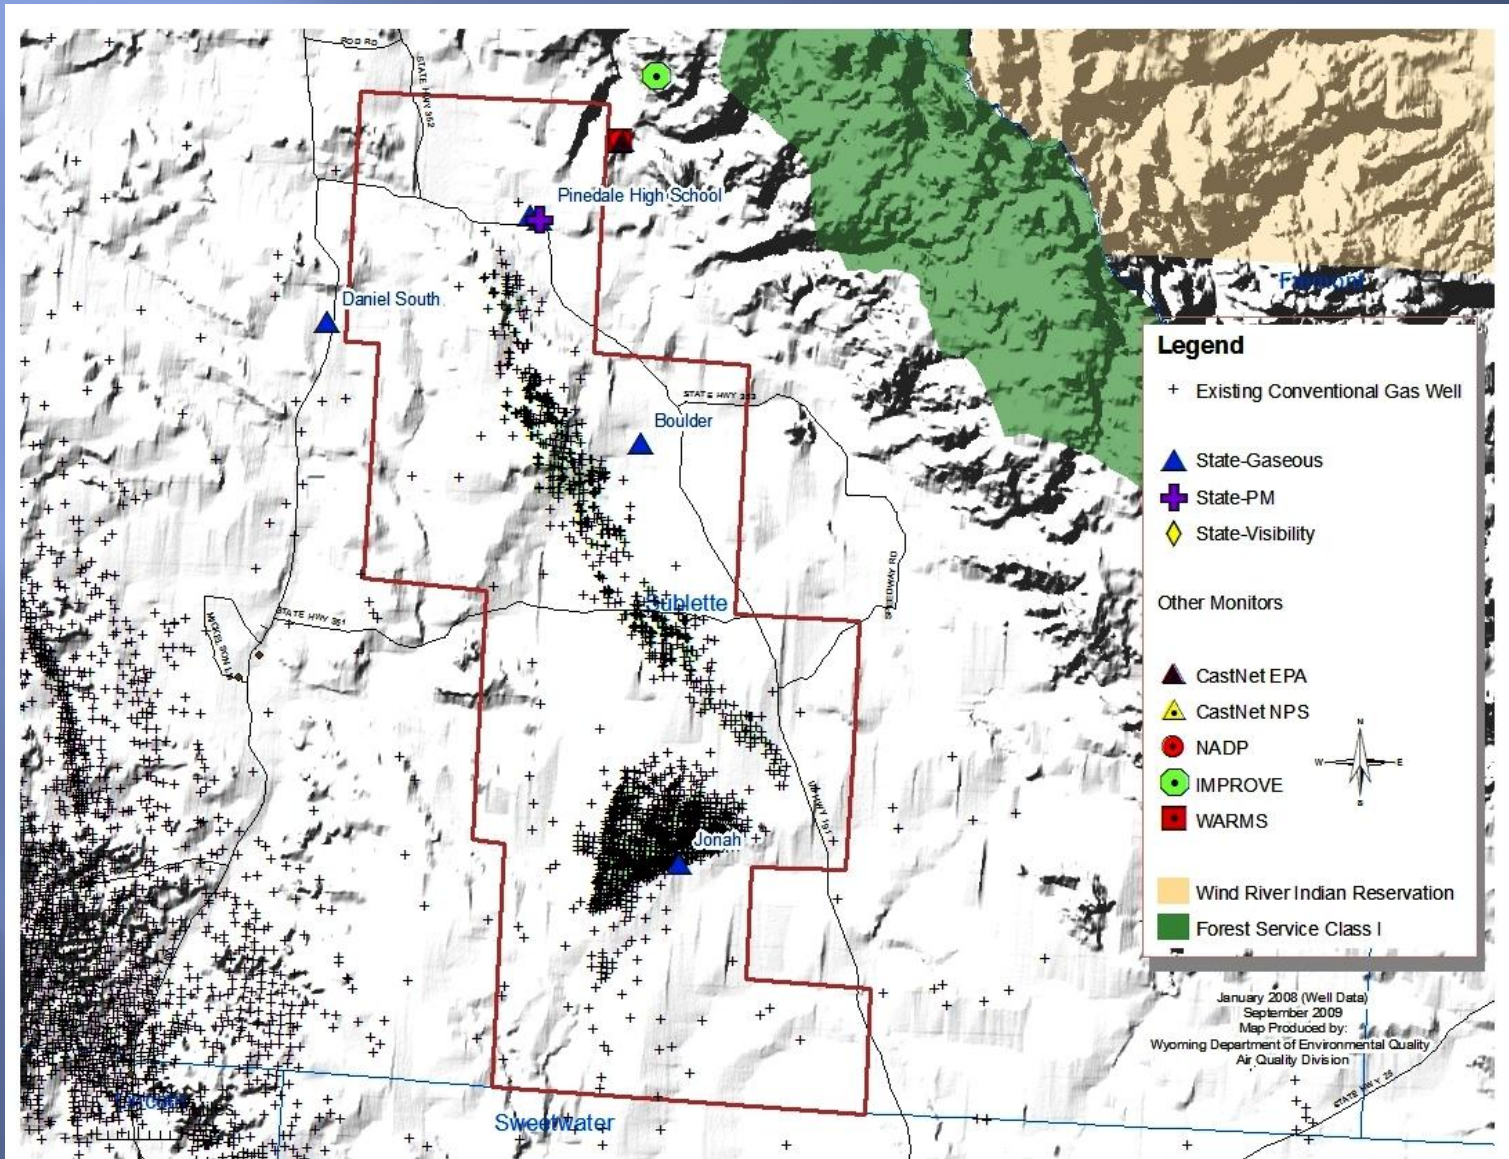 ROD RD
STATE HWY 352
Pinedale High School
Daniel South
Fremont
STATE HWY 353
Boulder
SPEEDWAY RD
Sublette
STATE HWY 351
Jonah
Sweetwater
Legend
Existing Conventional Gas Well
State-Gaseous
State-PM
State-Visibility
Other Monitors
CastNet EPA
CastNet NPS
NADP
IMPROVE
WARMS
N
W
E
S
Wind River Indian Reservation
Forest Service Class I
January 2008 (Well Data)
September 2009
Map Produced by:
Wyoming Department of Environmental Quality
Air Quality Division
STATE HWY 28